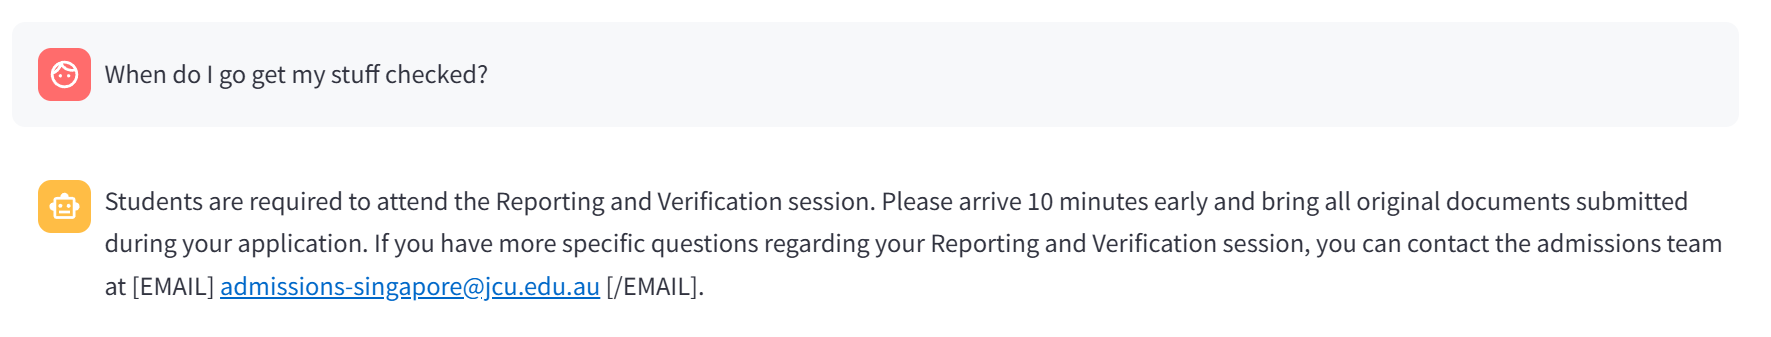 When do I go get my stuff checked?
Students are required to attend the Reporting and Verification session. Please arrive 10 minutes early and bring all original documents submitted
during your application. If you have more specific questions regarding your Reporting and Verification session, you can contact the admissions team
at [EMAIL] admissions-singapore@jcu.edu.au [/EMAIL].